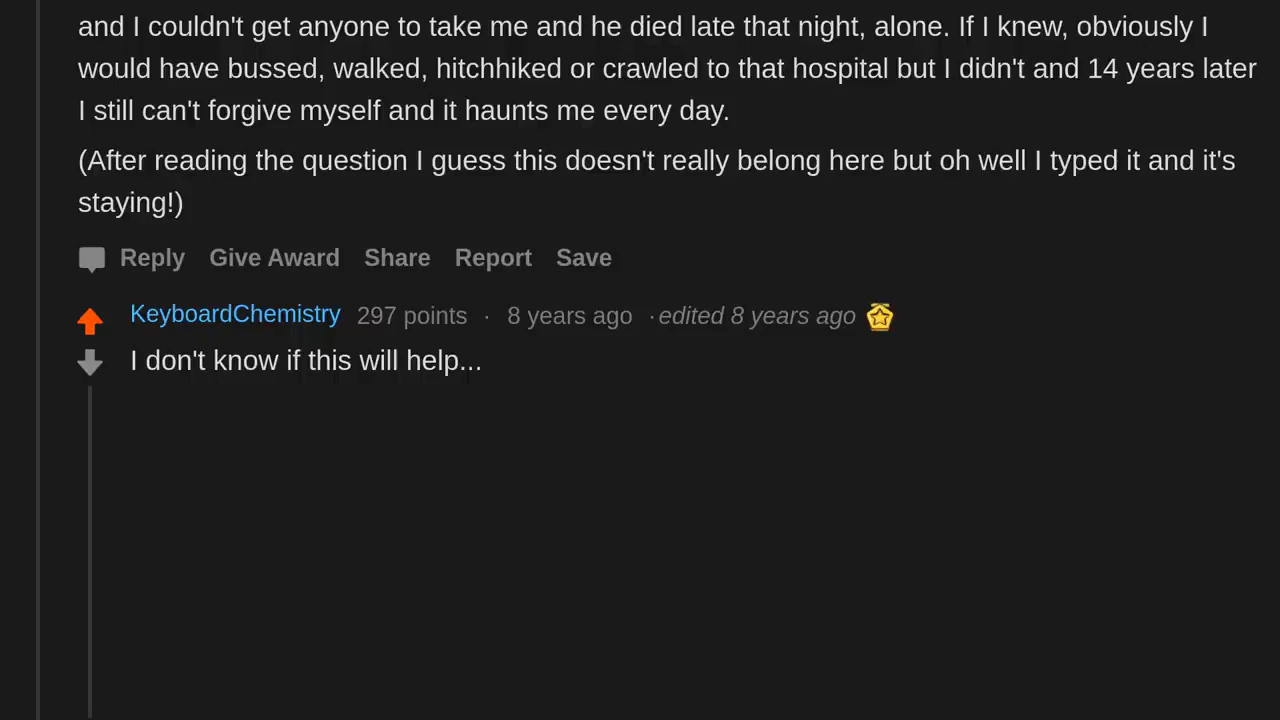 and I couldn't get anyone to take me and he died late that night, alone. If I knew, obviously I
would have bussed, walked, hitchhiked or crawled to that hospital but I didn't and 14 years later
I still can't forgive myself and it haunts me every day.
(After reading the question I guess this doesn't really belong here but oh well I typed it and it's
staying!)
Reply Give Award Share Report Save
KeyboardChemistry 297 points · 8 years ago · edited 8 years ago
I don't know if this will help...